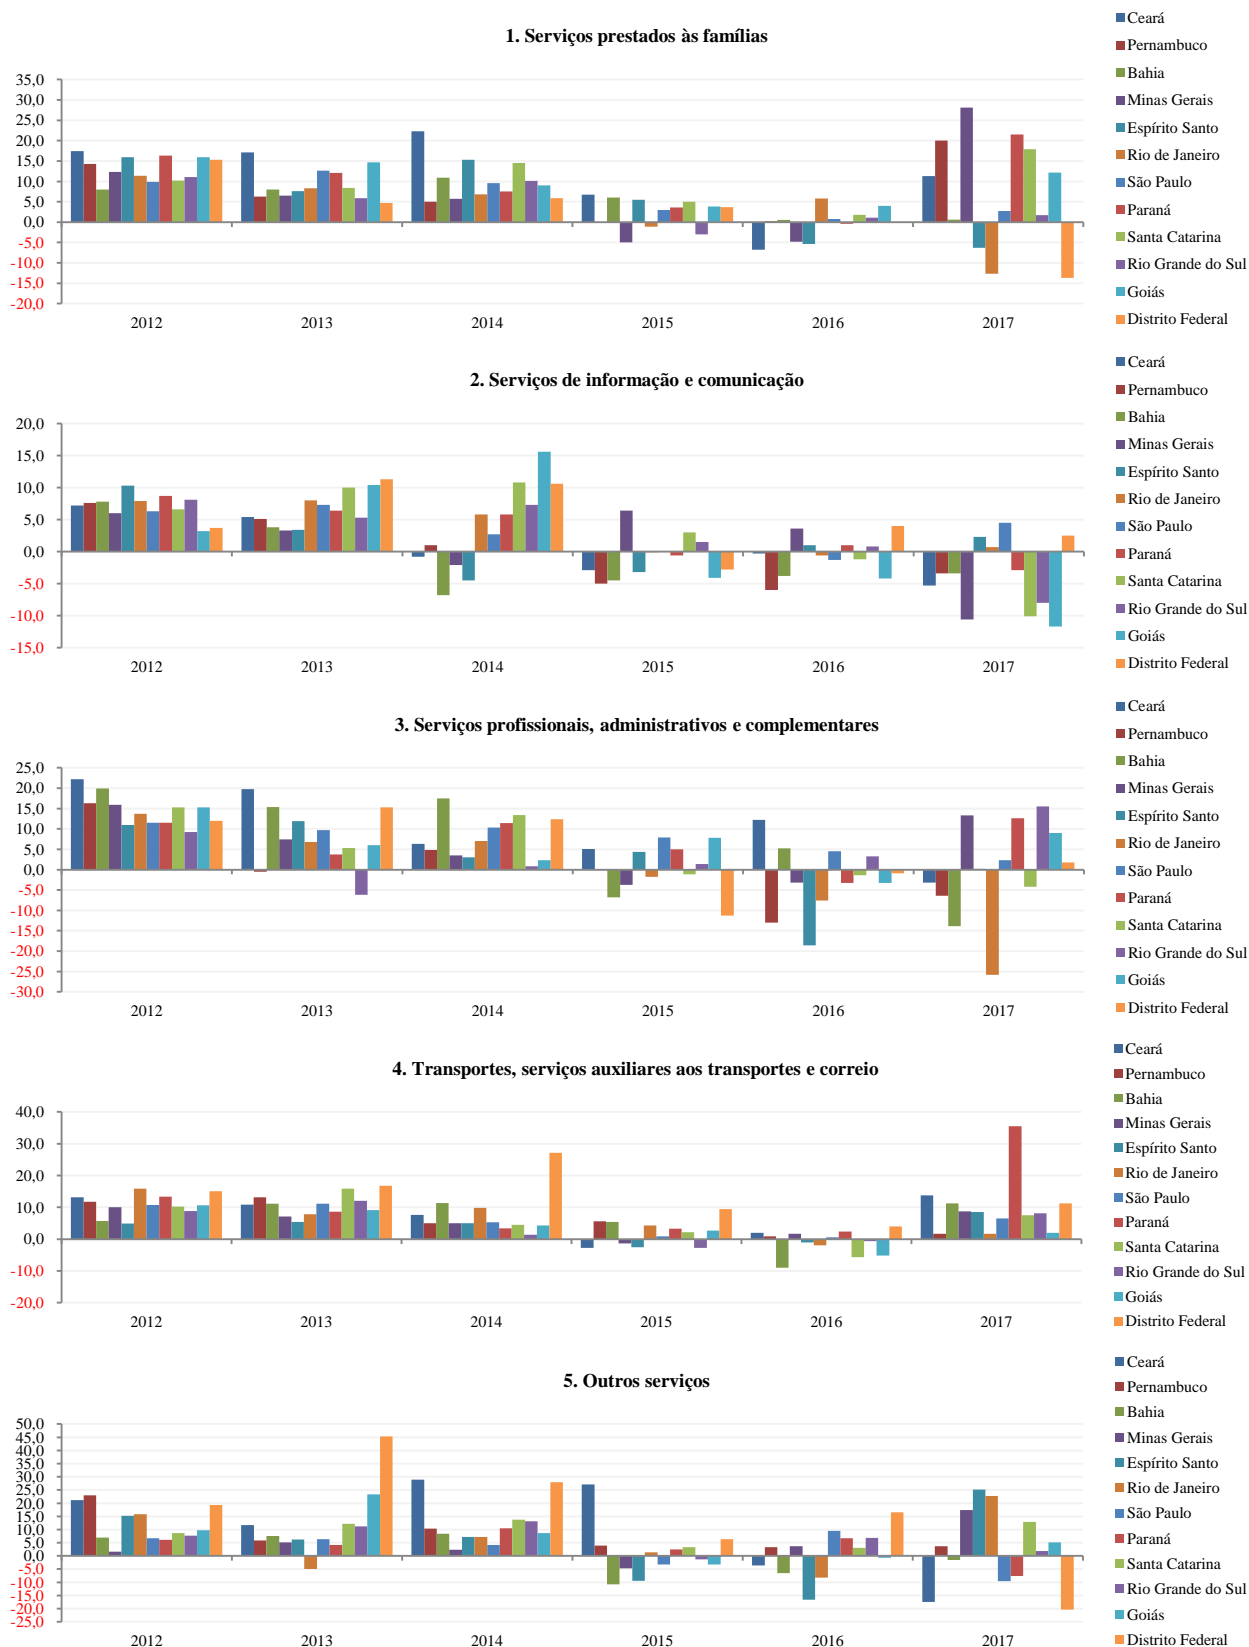 1. Serviços prestados às famílias
35,0
30,0
25,0
20,0
15,0
10,0
5,0
0,0
-5,0
-10,0
-15,0
-20,0
2012 2013 2014 2015 2016 2017
Ceará
Pernambuco
Bahia
Minas Gerais
Espírito Santo
Rio de Janeiro
São Paulo
Paraná
Santa Catarina
Rio Grande do Sul
Goiás
Distrito Federal
2. Serviços de informação e comunicação
20,0
15,0
10,0
5,0
0,0
-5,0
-10,0
-15,0
2012 2013 2014 2015 2016 2017
Ceará
Pernambuco
Bahia
Minas Gerais
Espírito Santo
Rio de Janeiro
São Paulo
Paraná
Santa Catarina
Rio Grande do Sul
Goiás
Distrito Federal
3. Serviços profissionais, administrativos e complementares
25,0
20,0
15,0
10,0
5,0
0,0
-5,0
-10,0
-15,0
-20,0
-25,0
-30,0
2012 2013 2014 2015 2016 2017
Ceará
Pernambuco
Bahia
Minas Gerais
Espírito Santo
Rio de Janeiro
São Paulo
Paraná
Santa Catarina
Rio Grande do Sul
Goiás
Distrito Federal
4. Transportes, serviços auxiliares aos transportes e correio
40,0
30,0
20,0
10,0
0,0
-10,0
-20,0
2012 2013 2014 2015 2016 2017
Ceará
Pernambuco
Bahia
Minas Gerais
Espírito Santo
Rio de Janeiro
São Paulo
Paraná
Santa Catarina
Rio Grande do Sul
Goiás
Distrito Federal
5. Outros serviços
50,0
45,0
40,0
35,0
30,0
25,0
20,0
15,0
10,0
5,0
0,0
-5,0
-10,0
-15,0
-20,0
-25,0
2012 2013 2014 2015 2016 2017
Ceará
Pernambuco
Bahia
Minas Gerais
Espírito Santo
Rio de Janeiro
São Paulo
Paraná
Santa Catarina
Rio Grande do Sul
Goiás
Distrito Federal